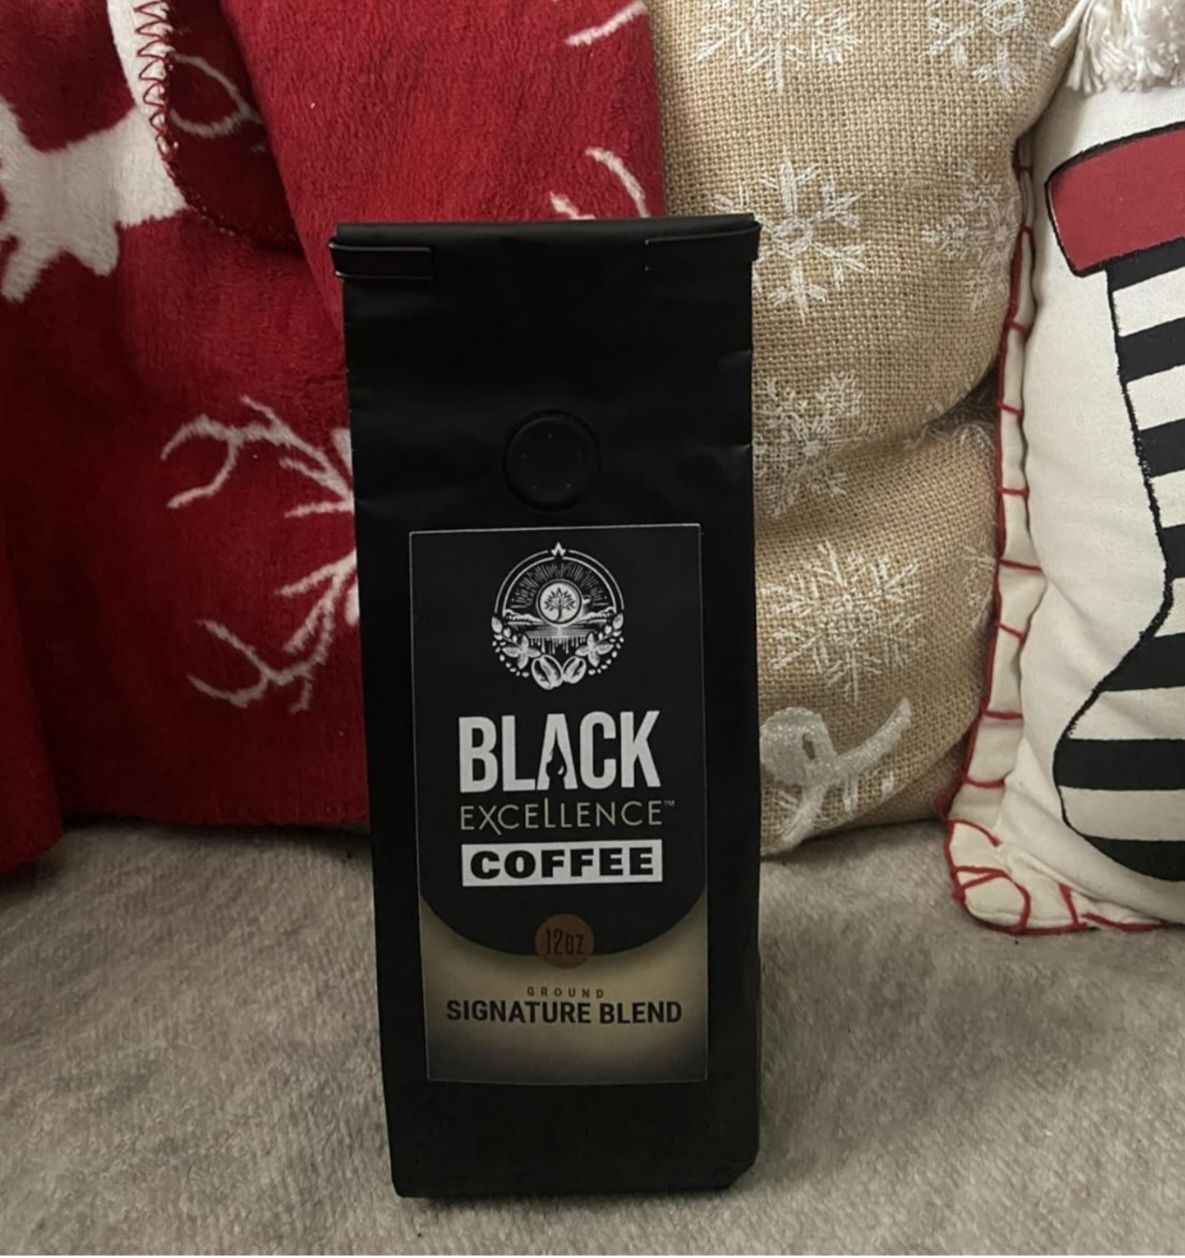 BLACK
EXCELLENCE™
COFFEE
12oz
GROUND
SIGNATURE BLEND